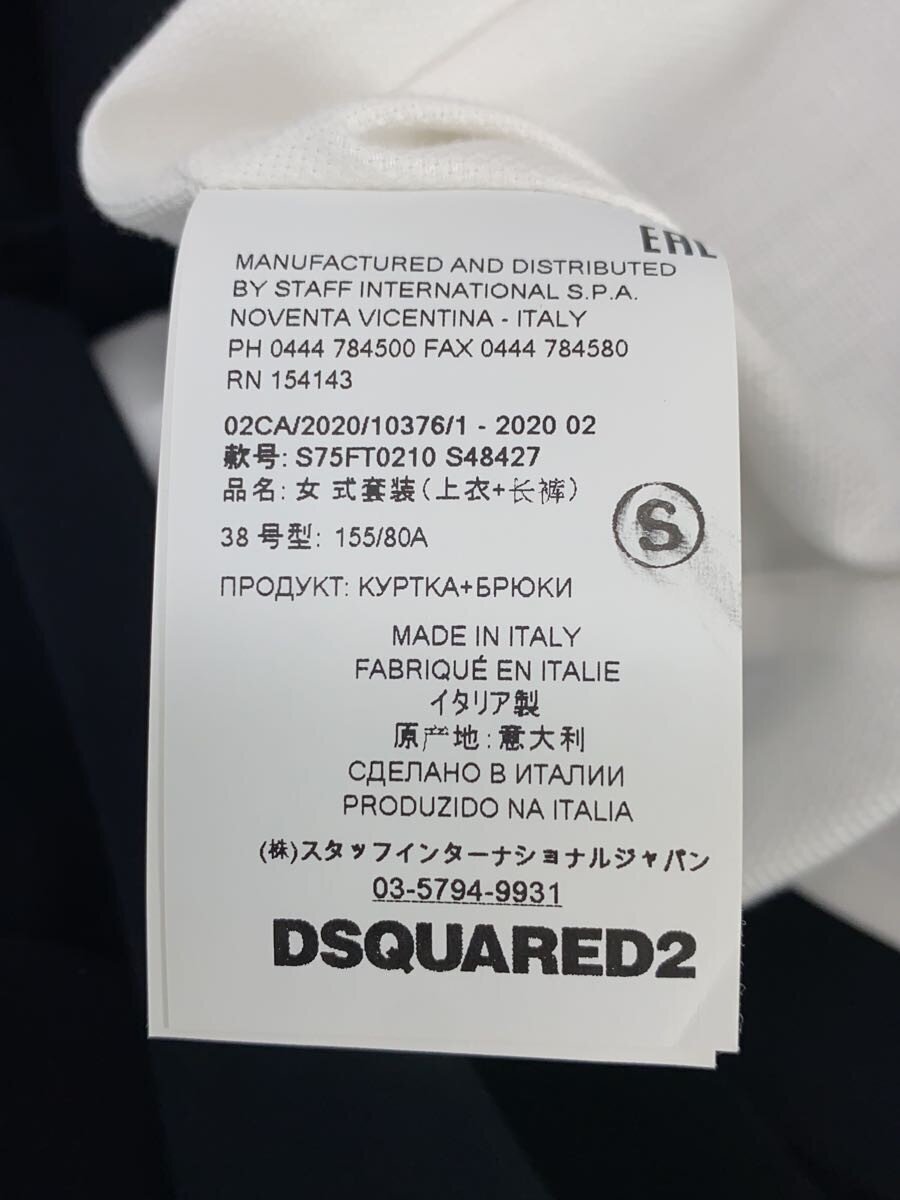 EAC
MANUFACTURED AND DISTRIBUTED
BY STAFF INTERNATIONAL S.P.A.
NOVENTA VICENTINA - ITALY
PH 0444 784500 FAX 0444 784580
RN 154143
02CA/2020/10376/1 - 2020 02
款号: S75FT0210 S48427
品名: 女 式套装(上衣+长裤)
S
38 号型: 155/80A
ПРОДУКТ: КУРТКА+БРЮКИ
MADE IN ITALY
FABRIQUÉ EN ITALIE
イタリア製
原产地: 意大利
СДЕЛАНО В ИТАЛИИ
PRODUZIDO NA ITALIA
(株)スタッフインターナショナルジャパン
03-5794-9931
DSQUARED2